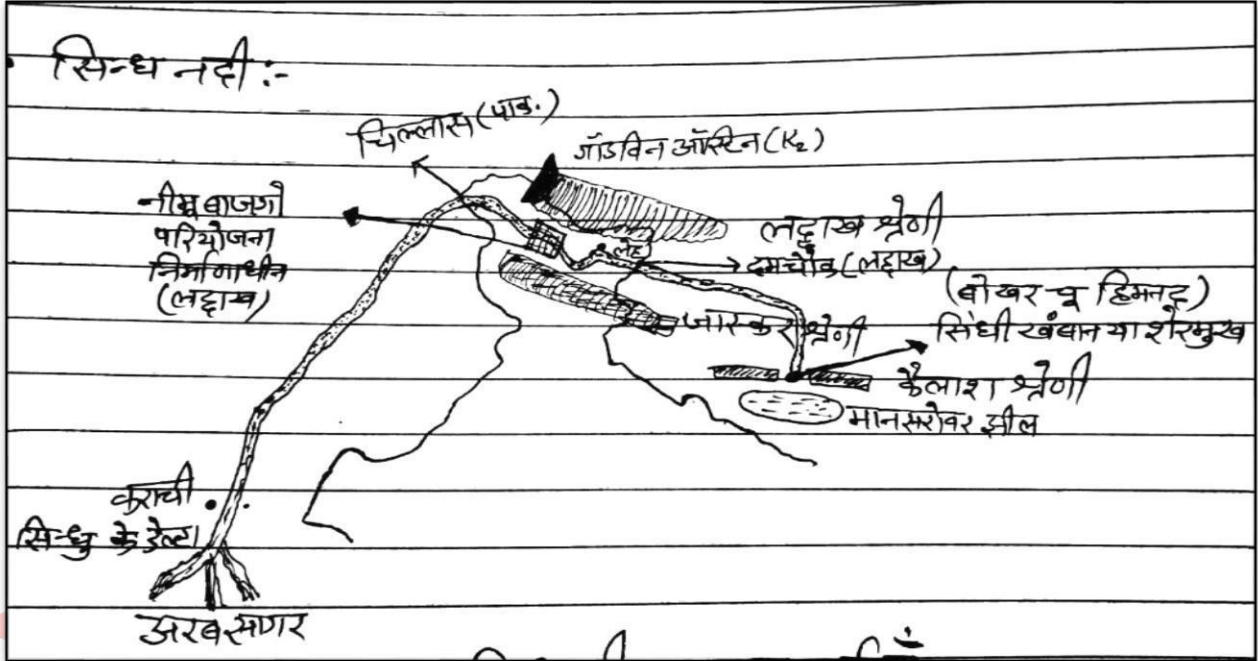 सिन्ध नदी :-
चिल्लास (पाक.)
गॉडविन ऑस्टिन (K₂)
नीमू बाजगो
परियोजना
निर्माणाधीन
(लद्दाख)
लद्दाख श्रेणी
लेह
दमचौक (लद्दाख)
(बोखर चू हिमनद)
जास्कर श्रेणी
सिंघी खंबान या शेरमुख
कैलाश श्रेणी
मानसरोवर झील
कराची
सिन्धु के डेल्टा
अरब सागर